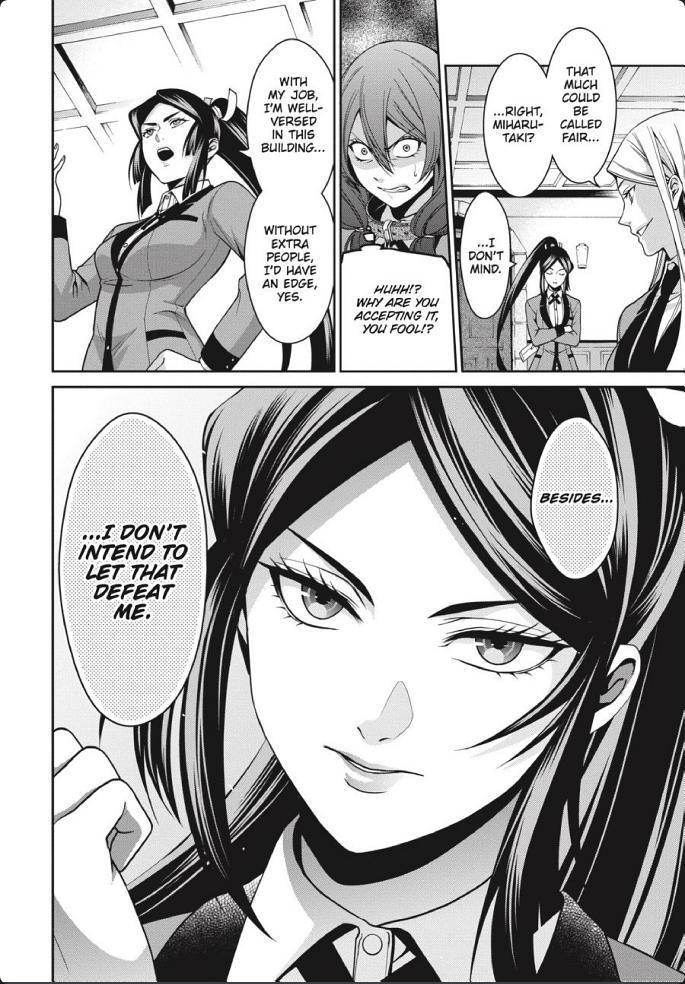 THAT
MUCH
COULD
BE
CALLED
FAIR...
...RIGHT,
MIHARU-
TAKI?
...I
DON'T
MIND.
HUHH!?
WHY ARE YOU
ACCEPTING IT,
YOU FOOL!?
WITH
MY JOB,
I'M WELL-
VERSED
IN THIS
BUILDING...
WITHOUT
EXTRA
PEOPLE,
I'D HAVE
AN EDGE,
YES.
BESIDES...
...I DON'T
INTEND TO
LET THAT
DEFEAT
ME.